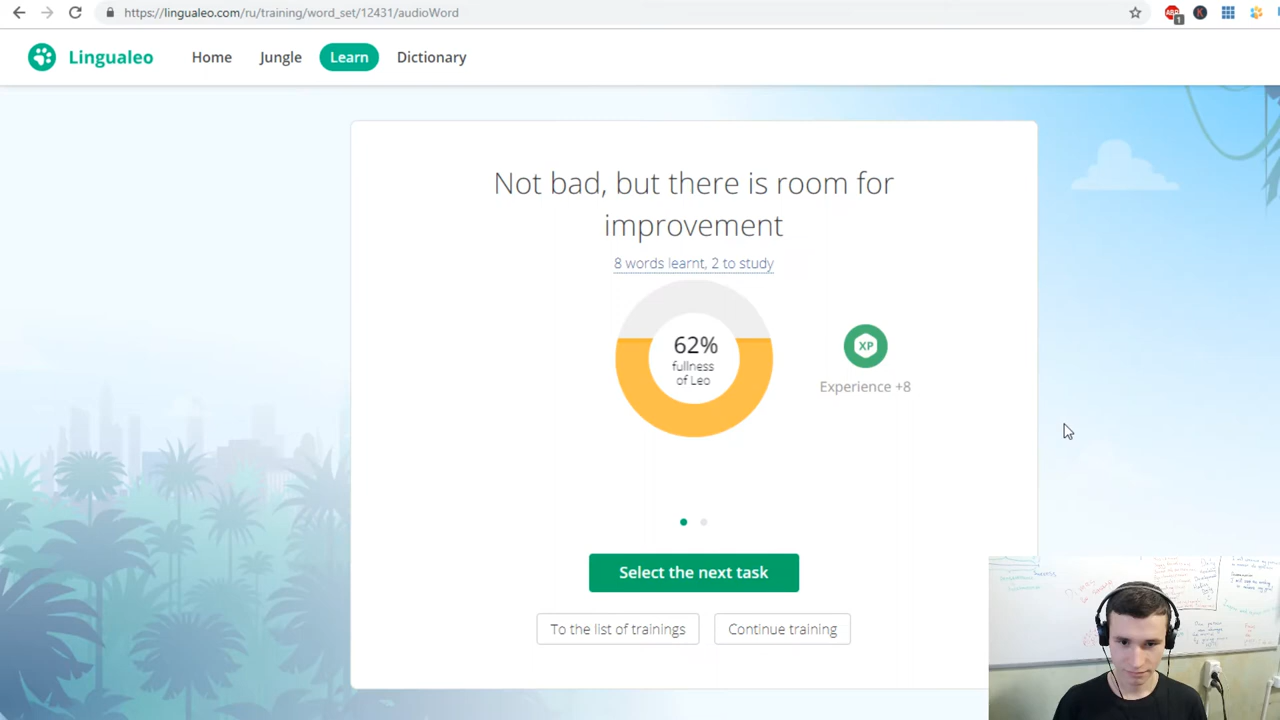 https://lingualeo.com/ru/training/word_set/12431/audioWord
ABP
1
K
Lingualeo
Home
Jungle
Learn
Dictionary
Not bad, but there is room for
improvement
8 words learnt, 2 to study
62%
fullness
of Leo
XP
Experience +8
Select the next task
To the list of trainings
Continue training